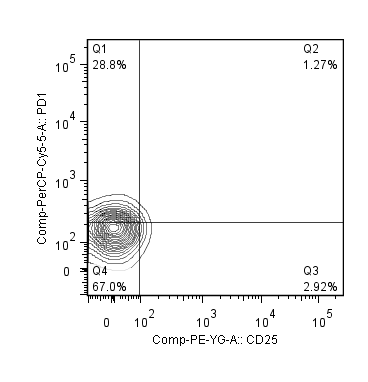 Q1
28.8%
Q2
1.27%
10^5
10^4
10^3
10^2
0
Comp-PerCP-Cy5-5-A:: PD1
Q4
67.0%
Q3
2.92%
0 10^2 10^3 10^4 10^5
Comp-PE-YG-A:: CD25